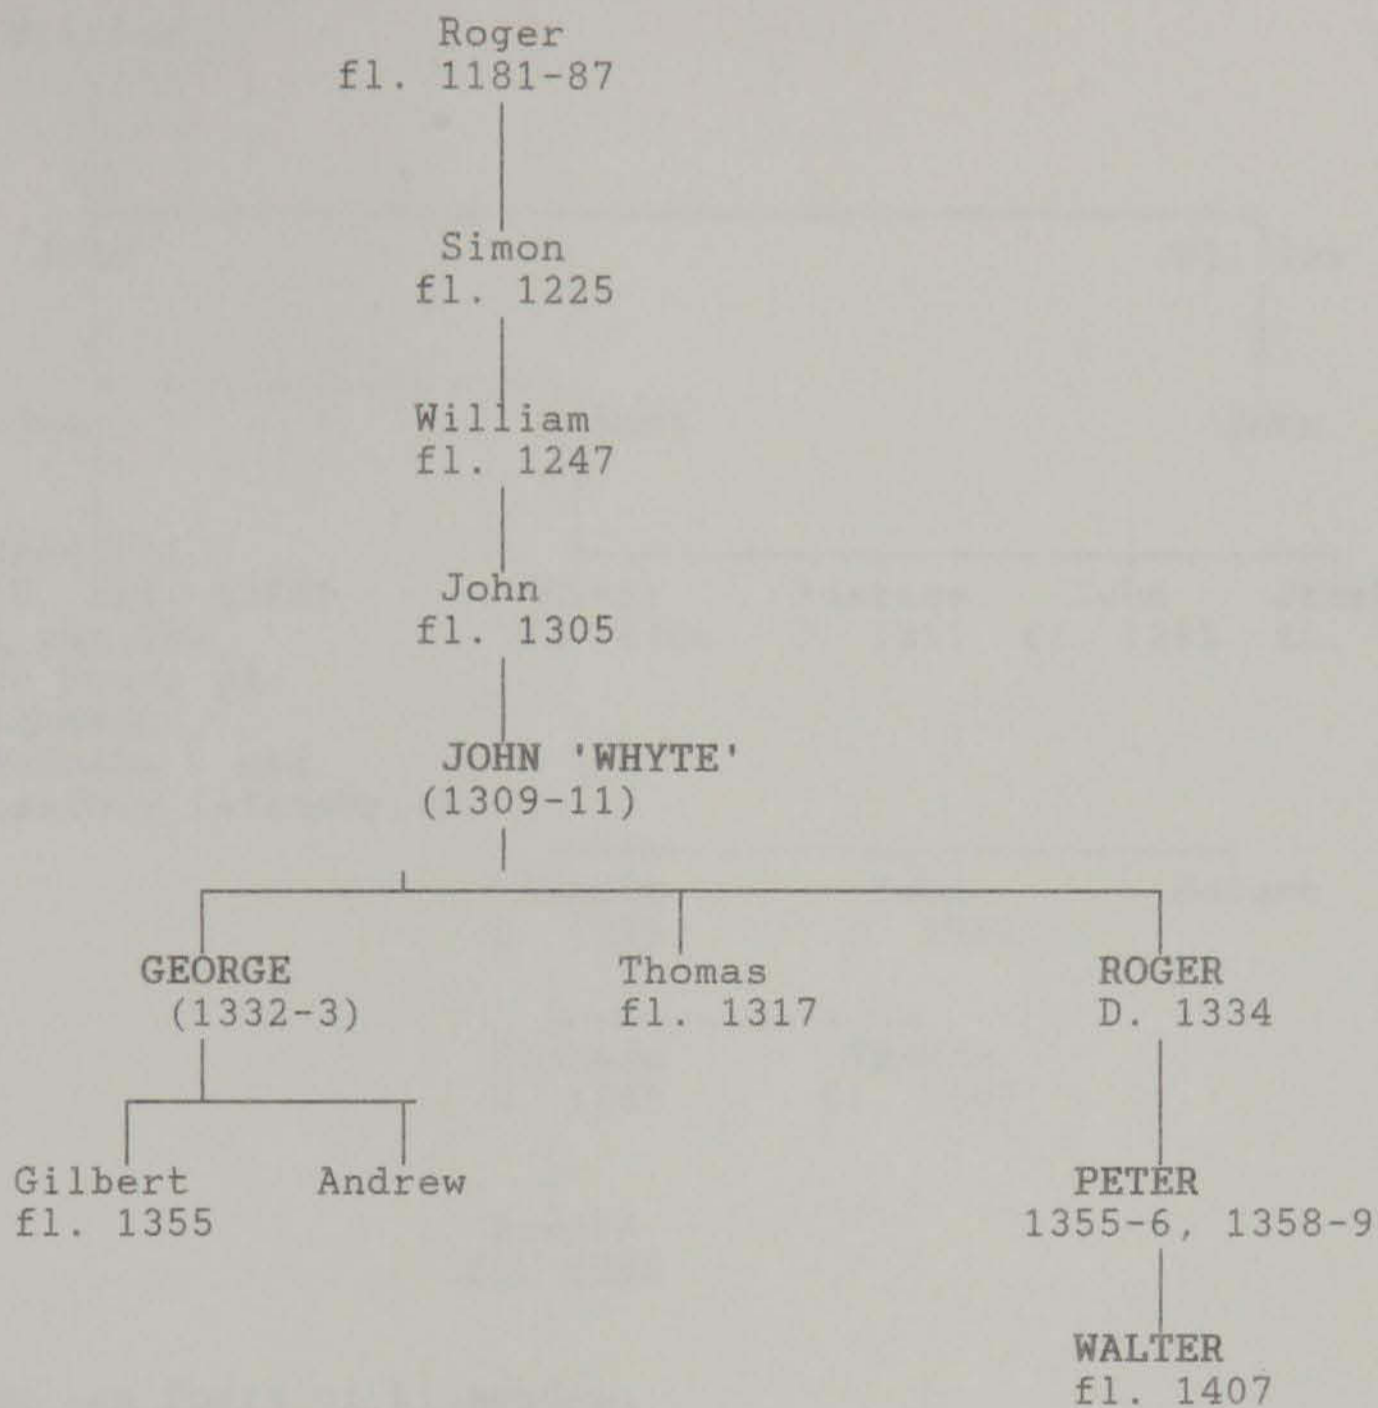 Roger
fl. 1181-87
Simon
fl. 1225
William
fl. 1247
John
fl. 1305
JOHN 'WHYTE'
(1309-11)
GEORGE
(1332-3)
Thomas
fl. 1317
ROGER
D. 1334
Gilbert
fl. 1355
Andrew
PETER
1355-6, 1358-9
WALTER
fl. 1407